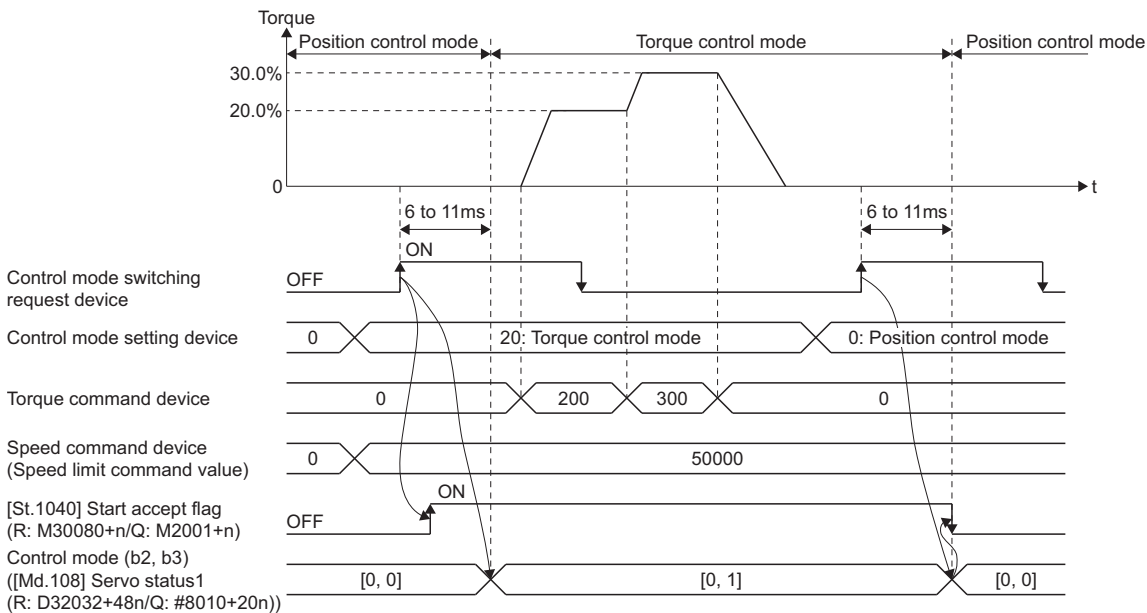 Torque
Position control mode
Torque control mode
Position control mode
30.0%
20.0%
0
t
6 to 11ms
6 to 11ms
Control mode switching
request device
OFF
ON
Control mode setting device
0
20: Torque control mode
0: Position control mode
Torque command device
0
200
300
0
Speed command device
(Speed limit command value)
0
50000
[St.1040] Start accept flag
(R: M30080+n/Q: M2001+n)
OFF
ON
Control mode (b2, b3)
([Md.108] Servo status1
(R: D32032+48n/Q: #8010+20n))
[0, 0]
[0, 1]
[0, 0]